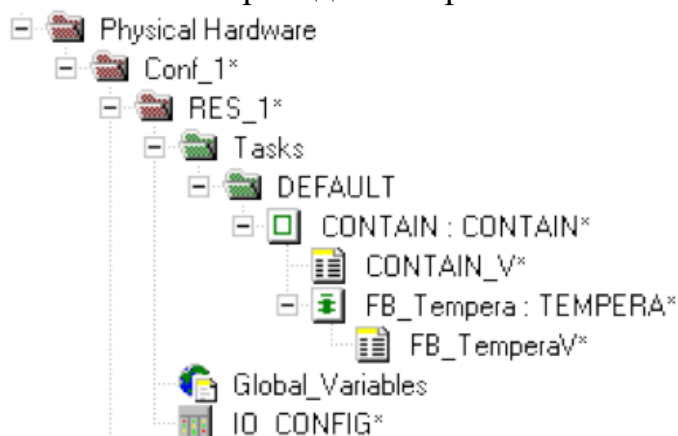 Physical Hardware
Conf_1*
RES_1*
Tasks
DEFAULT
CONTAIN : CONTAIN*
CONTAIN_V*
FB_Tempera : TEMPERA*
FB_TemperaV*
Global_Variables
IO_CONFIG*